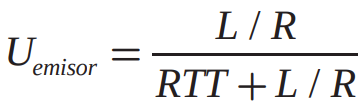 U_emisor = (L / R) / (RTT + L / R)